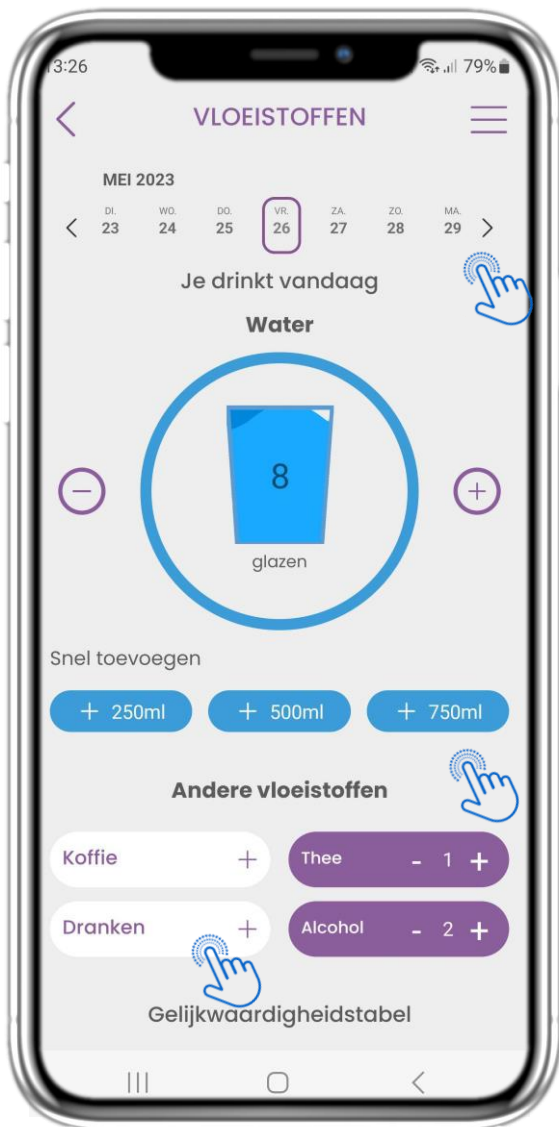 13:26 79%
VLOEISTOFFEN
MEI 2023
DI. WO. DO. VR. ZA. ZO. MA.
23 24 25 26 27 28 29
Je drinkt vandaag
Water
8
glazen
Snel toevoegen
+ 250ml + 500ml + 750ml
Andere vloeistoffen
Koffie + Thee - 1 +
Dranken + Alcohol - 2 +
Gelijkwaardigheidstabel